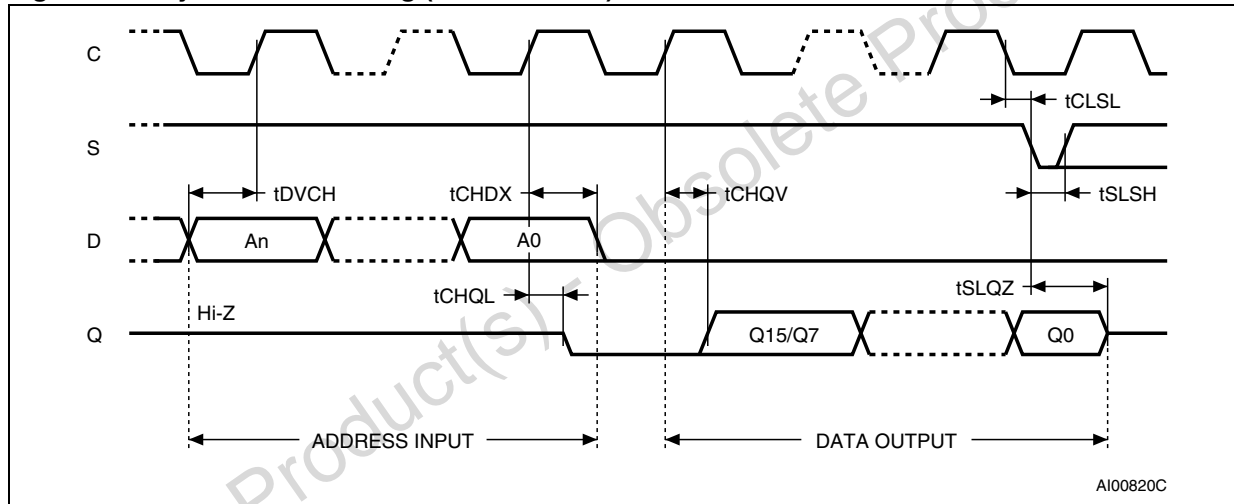 C
tCLSL
S
tDVCH
tCHDX
tCHQV
tSLSH
D
An
A0
tCHQL
tSLQZ
Hi-Z
Q
Q15/Q7
Q0
ADDRESS INPUT
DATA OUTPUT
AI00820C
Product(s) - Obsolete Pro